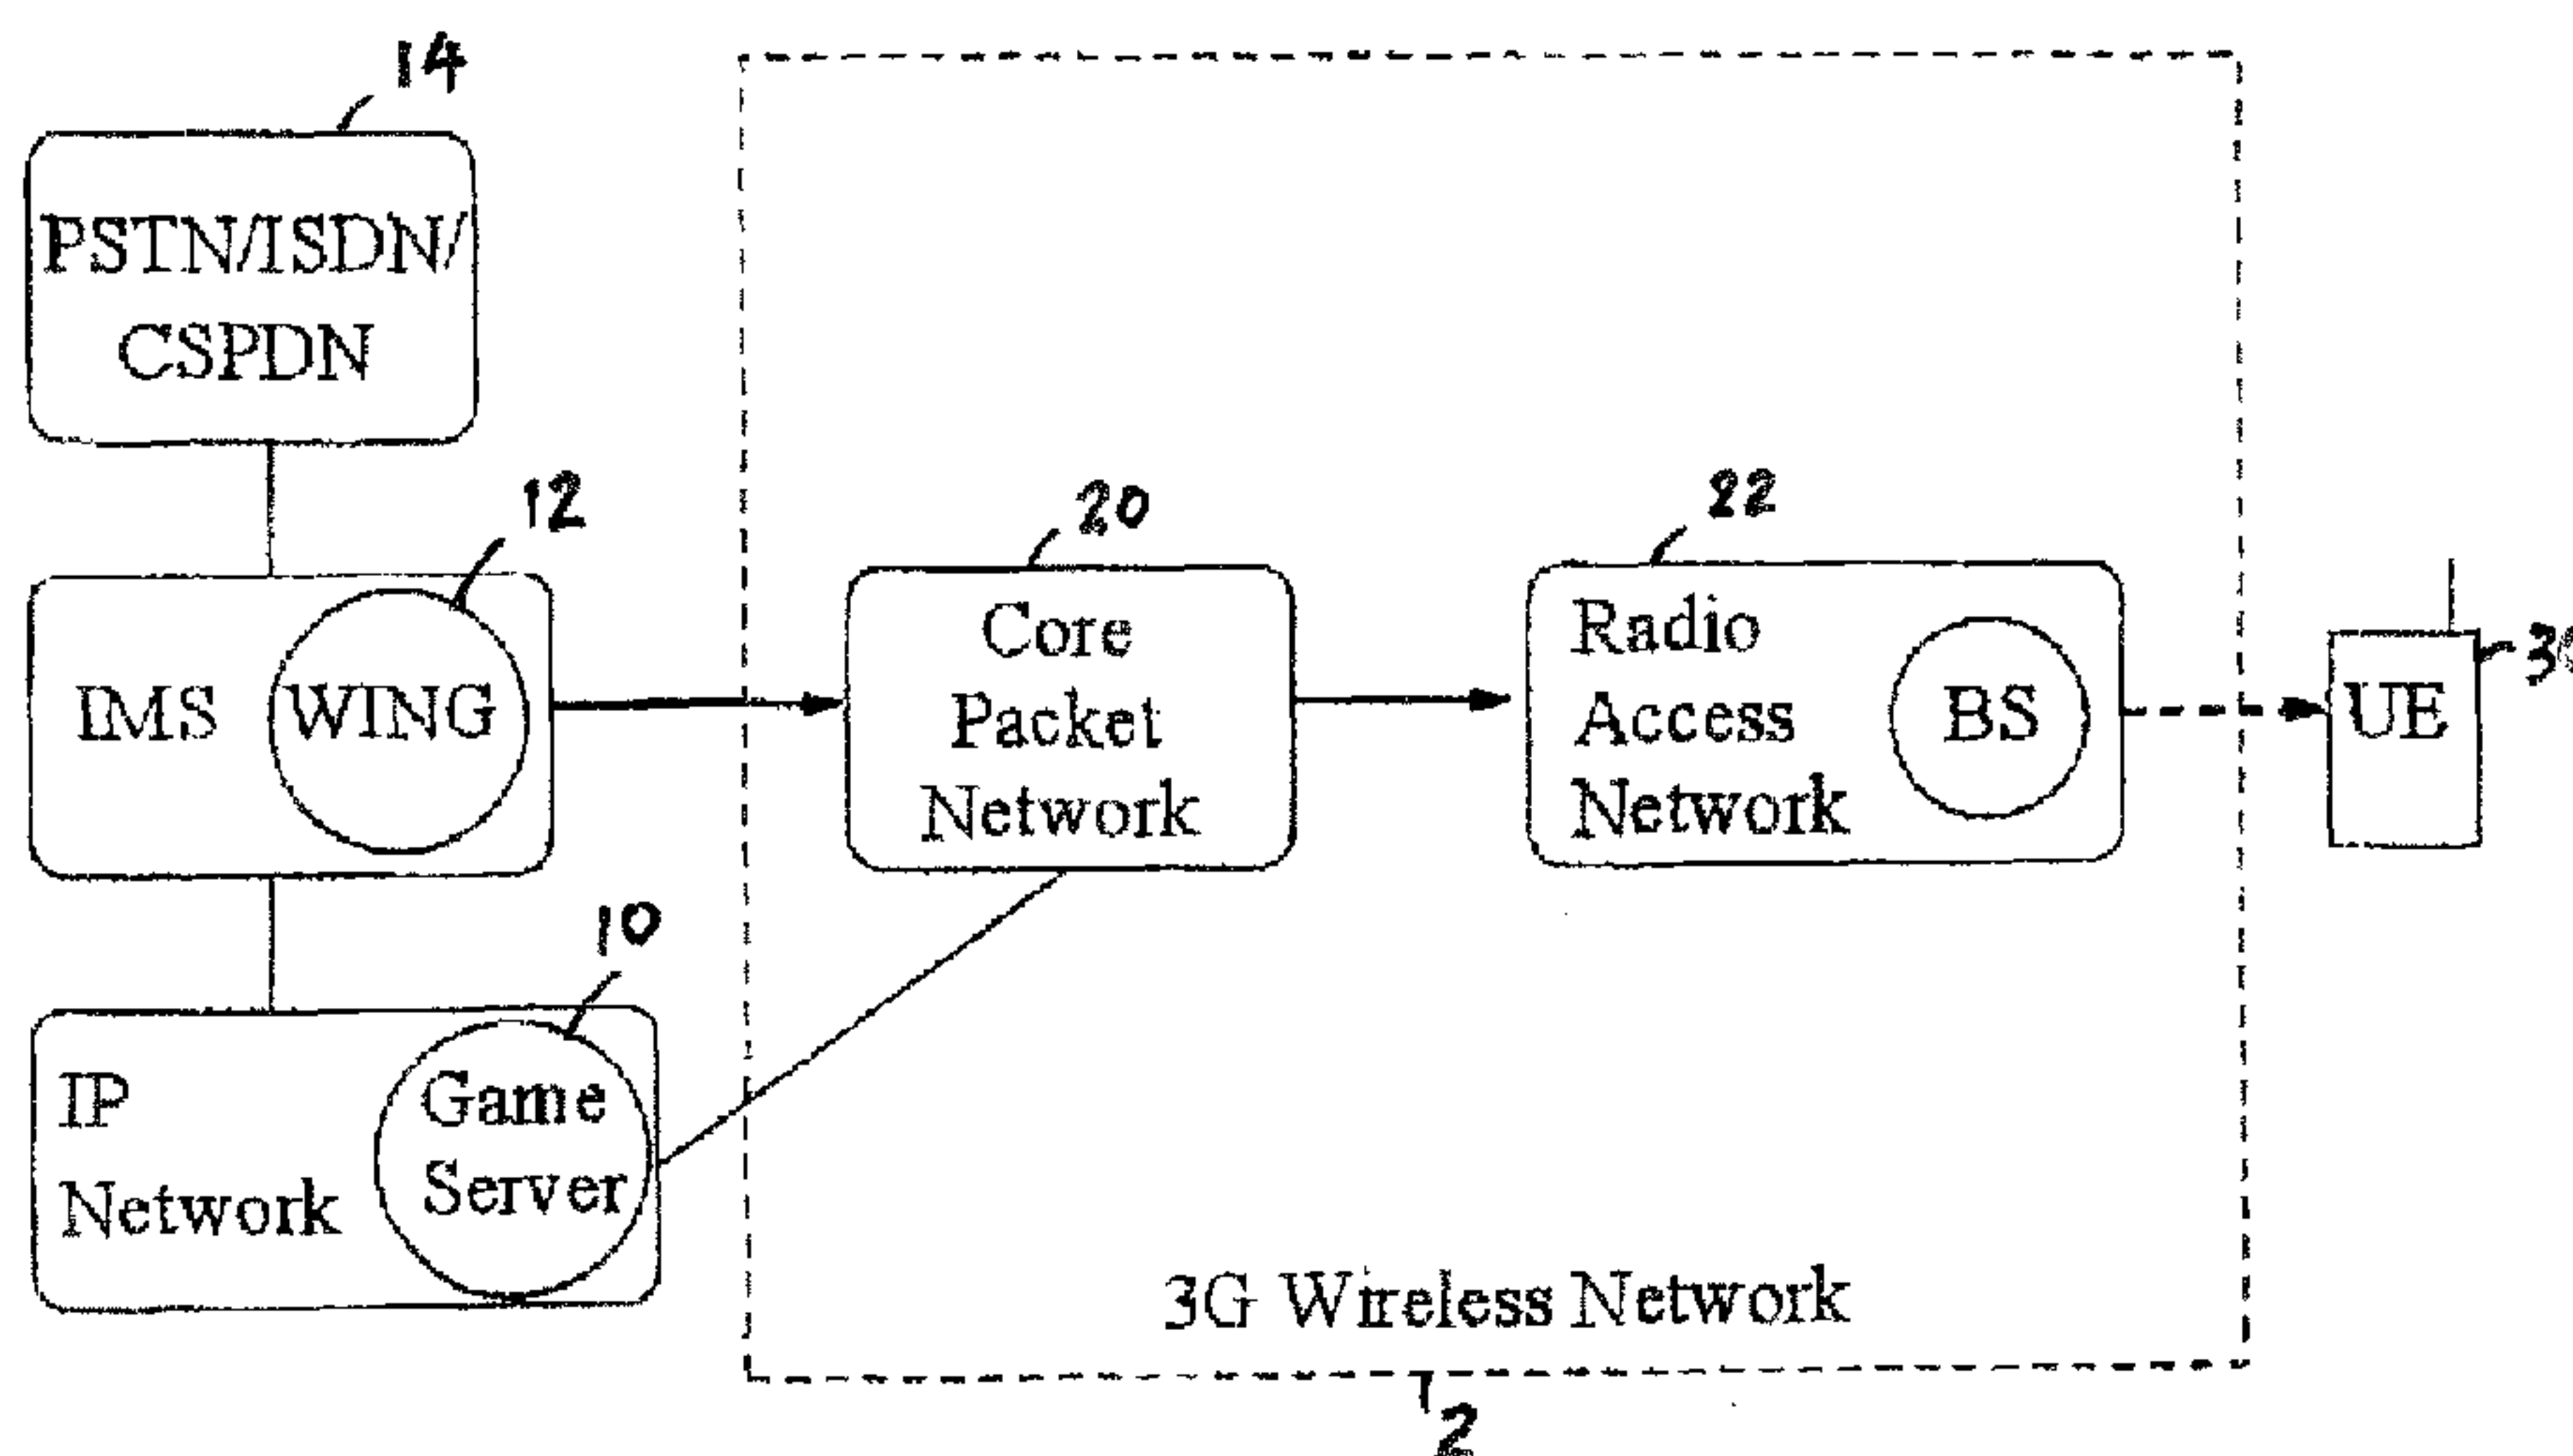 14
PSTN/ISDN/
CSPDN
12
IMS
WING
20
Core
Packet
Network
22
Radio
Access
Network
BS
UE
10
IP
Network
Game
Server
3G Wireless Network
2